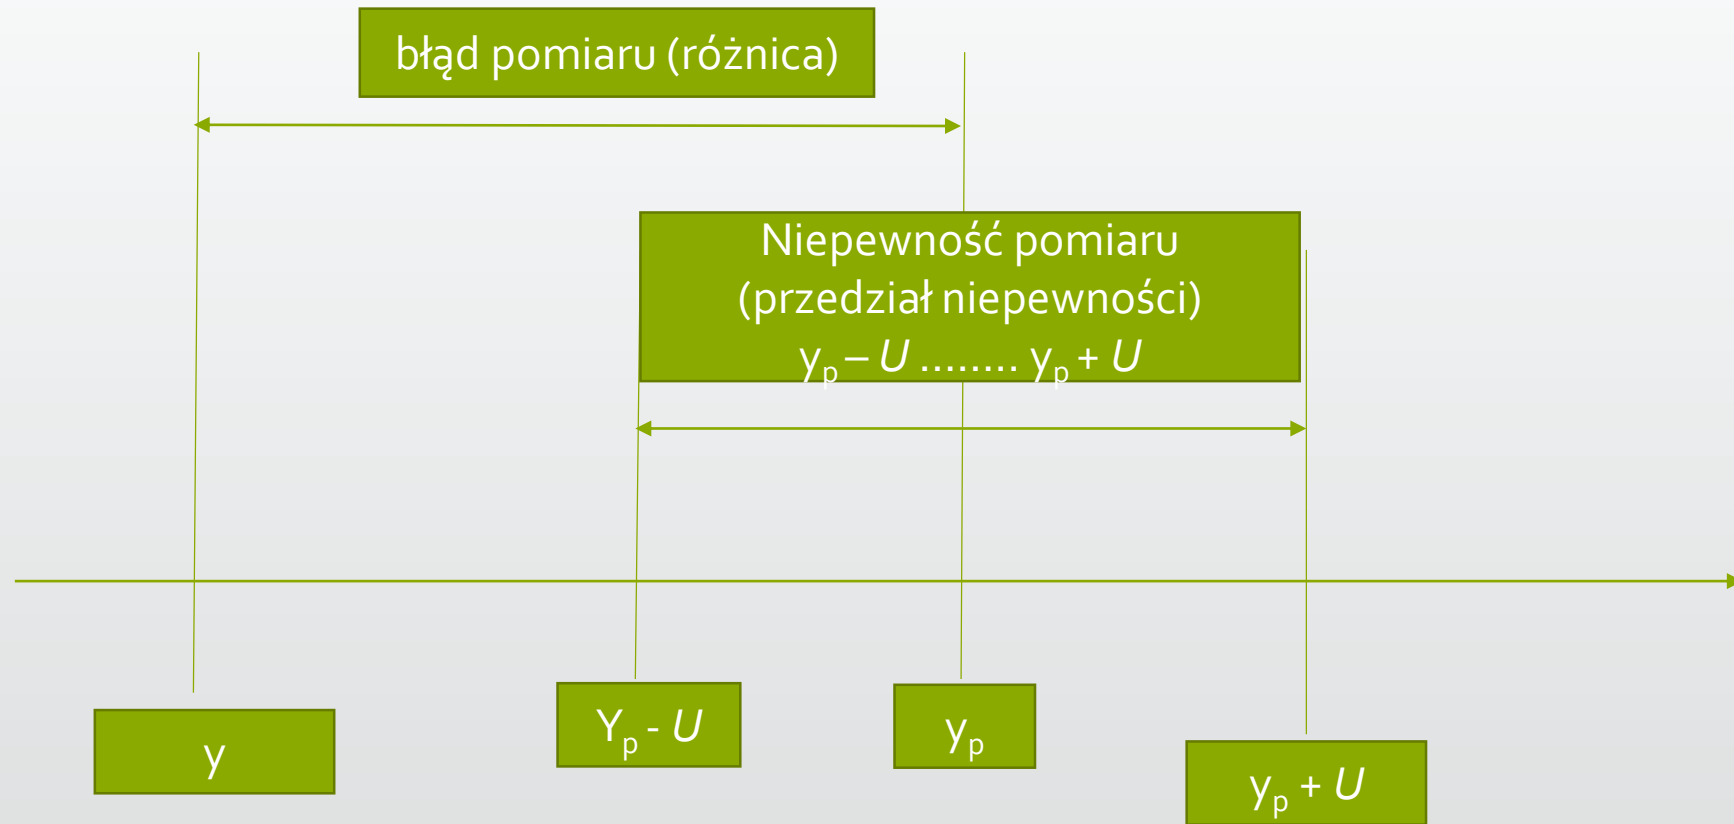 błąd pomiaru (różnica)
Niepewność pomiaru
(przedział niepewności)
yₚ – U ........ yₚ + U
y
Yₚ - U
yₚ
yₚ + U